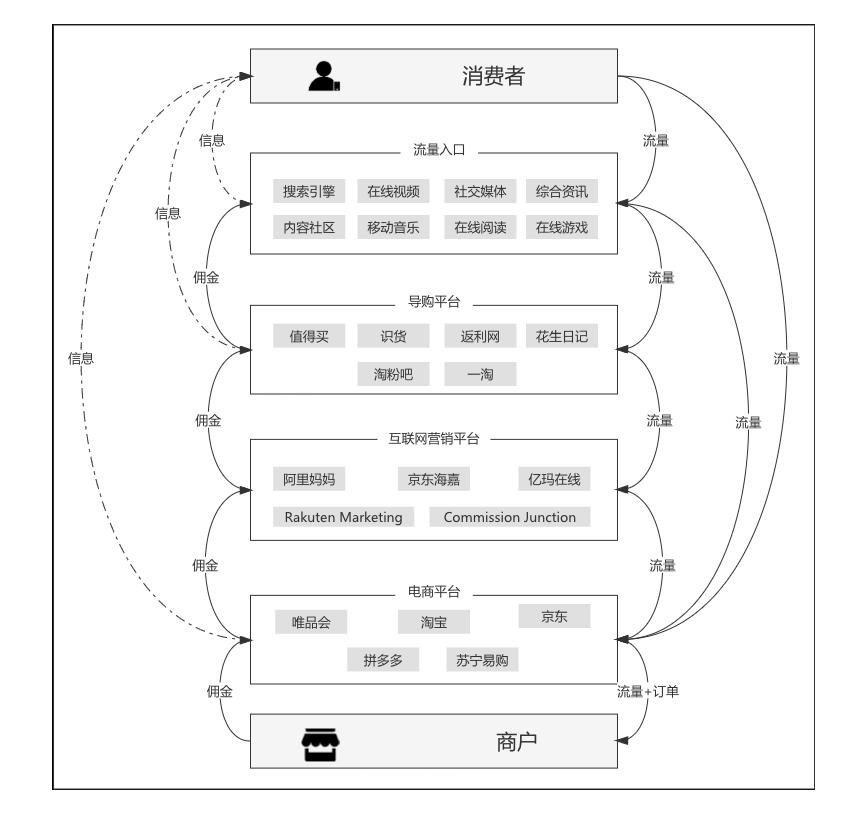 消费者
信息
流量
流量入口
搜索引擎 在线视频 社交媒体 综合资讯
信息
内容社区 移动音乐 在线阅读 在线游戏
佣金
流量
导购平台
值得买 识货 返利网 花生日记
信息
流量
淘粉吧 一淘
佣金
流量
流量
互联网营销平台
阿里妈妈 京东海嘉 亿玛在线
Rakuten Marketing Commission Junction
佣金
流量
电商平台
唯品会 淘宝 京东
拼多多 苏宁易购
佣金
流量+订单
商户